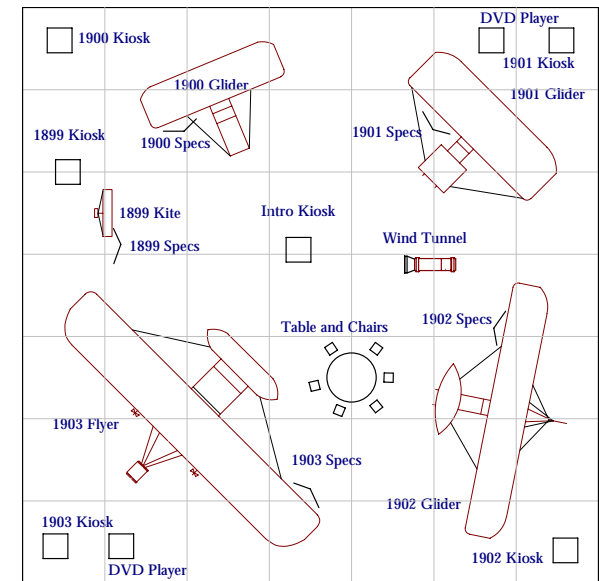 DVD Player
1900 Kiosk
1901 Kiosk
1900 Glider
1901 Glider
1899 Kiosk
1900 Specs
1901 Specs
1899 Kite
Intro Kiosk
1899 Specs
Wind Tunnel
1902 Specs
Table and Chairs
1903 Flyer
1903 Specs
1902 Glider
1903 Kiosk
1902 Kiosk
DVD Player